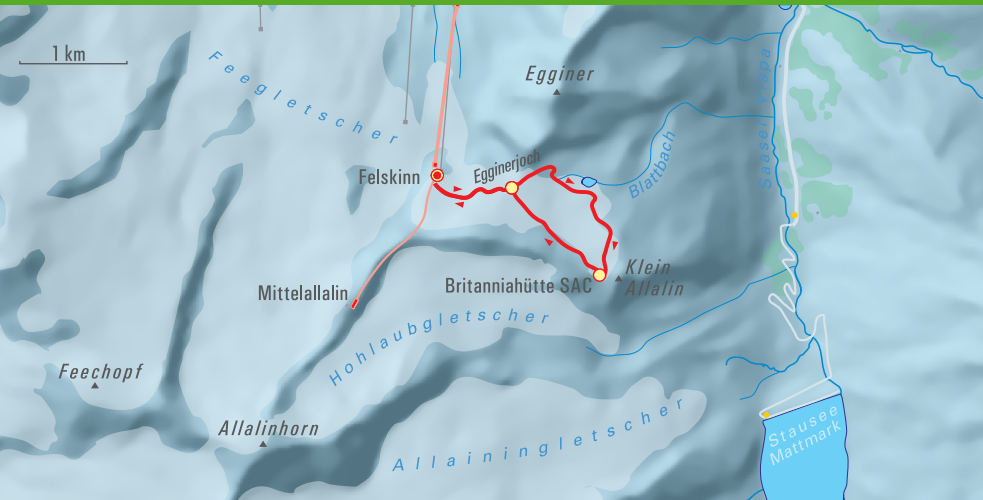 1 km
Feegletscher
Egginer
Saaser Vispa
Felskinn
Egginerjoch
Blattbach
Mittelallalin
Britanniahütte SAC
Klein
Allalin
Hohlaubgletscher
Feechopf
Allalinhorn
Allainingletscher
Stausee
Mattmark